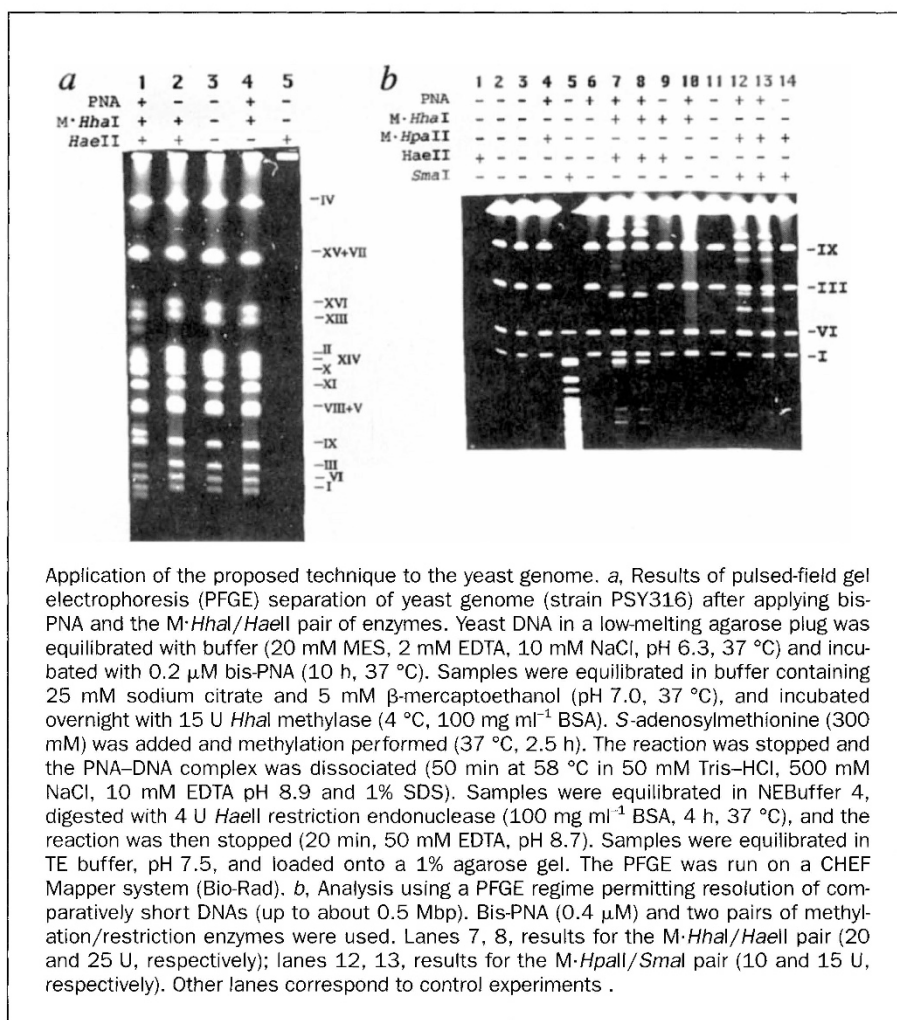 a 1 2 3 4 5
PNA + - - + -
M·HhaI + + - + -
HaeII + + - - +
-IV
-XV+VII
-XVI
-XIII
-II
- XIV
-X
-XI
-VIII+V
-IX
-III
-VI
-I
b 1 2 3 4 5 6 7 8 9 10 11 12 13 14
PNA - - - + - + + + - + - + + -
M·HhaI - - - - - - + + + + - - - -
M·HpaII - - - + - - - - - - - + + +
HaeII + - - - - - + + + - - - - -
SmaI - - - - + - - - - - - + + +
-IX
-III
-VI
-I
Application of the proposed technique to the yeast genome. a, Results of pulsed-field gel
electrophoresis (PFGE) separation of yeast genome (strain PSY316) after applying bis-
PNA and the M·HhaI/HaeII pair of enzymes. Yeast DNA in a low-melting agarose plug was
equilibrated with buffer (20 mM MES, 2 mM EDTA, 10 mM NaCl, pH 6.3, 37 °C) and incu-
bated with 0.2 μM bis-PNA (10 h, 37 °C). Samples were equilibrated in buffer containing
25 mM sodium citrate and 5 mM β-mercaptoethanol (pH 7.0, 37 °C), and incubated
overnight with 15 U HhaI methylase (4 °C, 100 mg ml⁻¹ BSA). S-adenosylmethionine (300
mM) was added and methylation performed (37 °C, 2.5 h). The reaction was stopped and
the PNA–DNA complex was dissociated (50 min at 58 °C in 50 mM Tris–HCl, 500 mM
NaCl, 10 mM EDTA pH 8.9 and 1% SDS). Samples were equilibrated in NEBuffer 4,
digested with 4 U HaeII restriction endonuclease (100 mg ml⁻¹ BSA, 4 h, 37 °C), and the
reaction was then stopped (20 min, 50 mM EDTA, pH 8.7). Samples were equilibrated in
TE buffer, pH 7.5, and loaded onto a 1% agarose gel. The PFGE was run on a CHEF
Mapper system (Bio-Rad). b, Analysis using a PFGE regime permitting resolution of com-
paratively short DNAs (up to about 0.5 Mbp). Bis-PNA (0.4 μM) and two pairs of methyl-
ation/restriction enzymes were used. Lanes 7, 8, results for the M·HhaI/HaeII pair (20
and 25 U, respectively); lanes 12, 13, results for the M·HpaII/SmaI pair (10 and 15 U,
respectively). Other lanes correspond to control experiments .